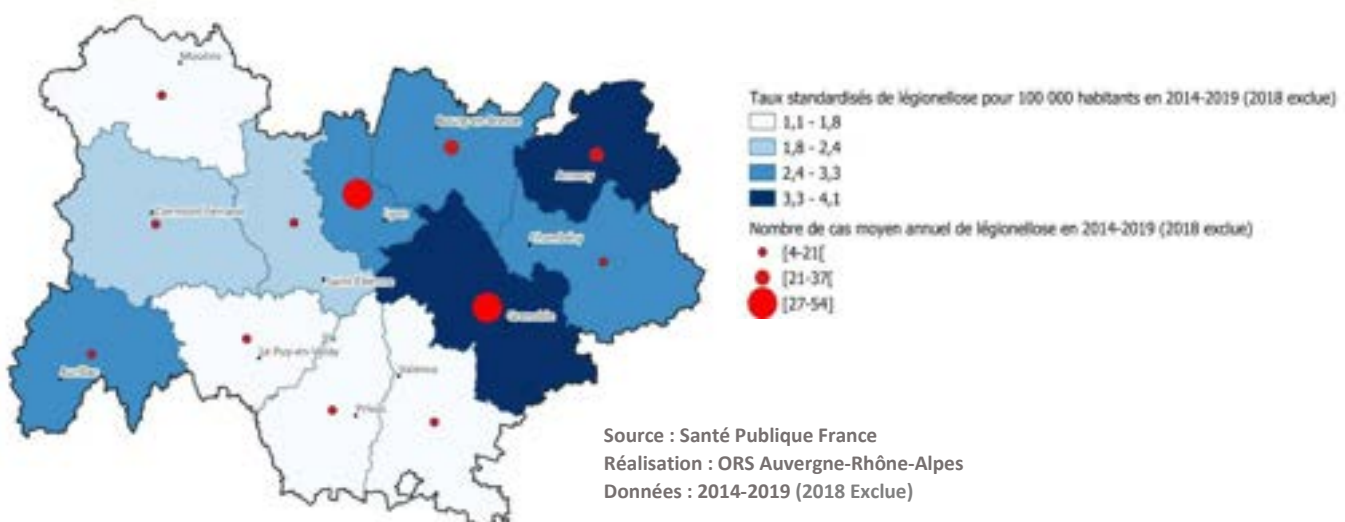 Moulins
Bourg-en-Bresse
Annecy
Clermont-Ferrand
Lyon
Chambéry
Saint-Etienne
Grenoble
Le Puy-en-Velay
Valence
Aurillac
Privas
Taux standardisés de légionellose pour 100 000 habitants en 2014-2019 (2018 exclue)
1,1 - 1,8
1,8 - 2,4
2,4 - 3,3
3,3 - 4,1
Nombre de cas moyen annuel de légionellose en 2014-2019 (2018 exclue)
[4-21[
[21-37[
[27-54]
Source : Santé Publique France
Réalisation : ORS Auvergne-Rhône-Alpes
Données : 2014-2019 (2018 Exclue)